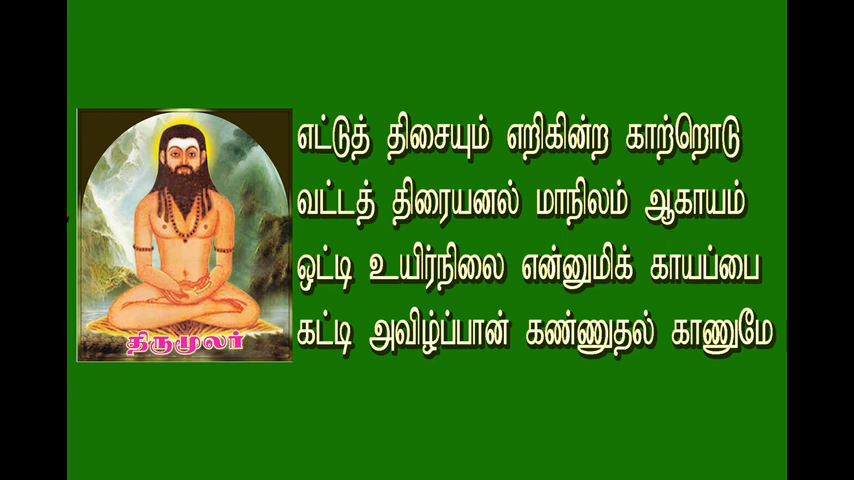 எட்டுத் திசையும் எறிகின்ற காற்றொடு
வட்டத் திரையனல் மாநிலம் ஆகாயம்
ஒட்டி உயிர்நிலை என்னுமிக் காயப்பை
கட்டி அவிழ்ப்பான் கண்ணுதல் காணுமே
திருமூலர்